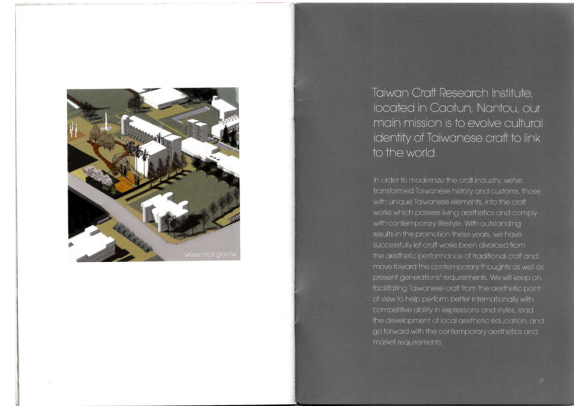 www.ntcri.gov.tw
Taiwan Craft Research Institute,
located in Caotun, Nantou, our
main mission is to evolve cultural
identity of Taiwanese craft to link
to the world.
In order to modernize the craft industry, we've
transformed Taiwanese history and customs, those
with unique Taiwanese elements, into the craft
works which possess living aesthetics and comply
with contemporary lifestyle. With outstanding
results in the promotion these years, we have
successfully let craft works been divorced from
the aesthetic performance of traditional craft and
move toward the contemporary thoughts as well as
present generations' requirements. We will keep on
facilitating Taiwanese craft from the aesthetic point
of view to help perform better internationally with
competitive ability in expressions and styles, lead
the development of local aesthetic education, and
go forward with the contemporary aesthetics and
market requirements.